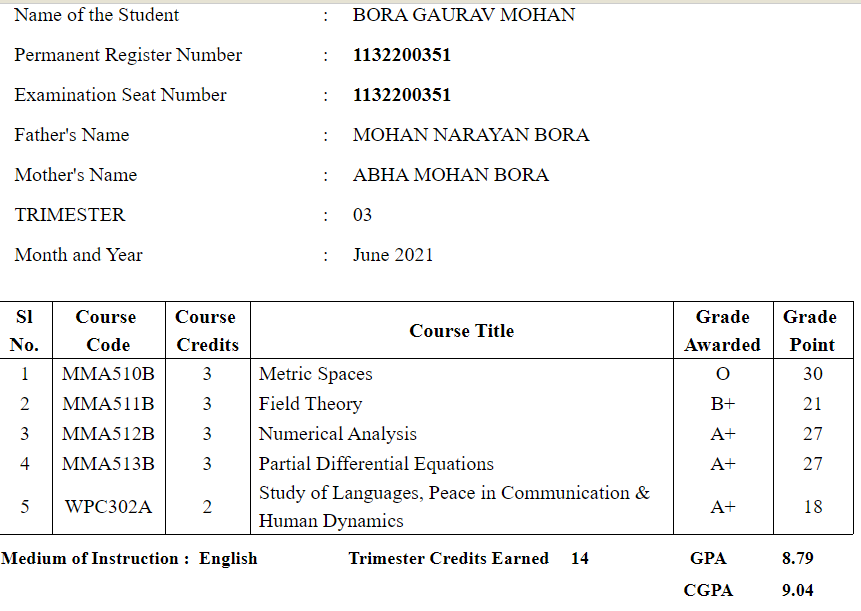 Name of the Student : BORA GAURAV MOHAN
Permanent Register Number : 1132200351
Examination Seat Number : 1132200351
Father's Name : MOHAN NARAYAN BORA
Mother's Name : ABHA MOHAN BORA
TRIMESTER : 03
Month and Year : June 2021
Sl No. Course Code Course Credits Course Title Grade Awarded Grade Point
1 MMA510B 3 Metric Spaces O 30
2 MMA511B 3 Field Theory B+ 21
3 MMA512B 3 Numerical Analysis A+ 27
4 MMA513B 3 Partial Differential Equations A+ 27
5 WPC302A 2 Study of Languages, Peace in Communication &
Human Dynamics A+ 18
Medium of Instruction : English Trimester Credits Earned 14 GPA 8.79
CGPA 9.04